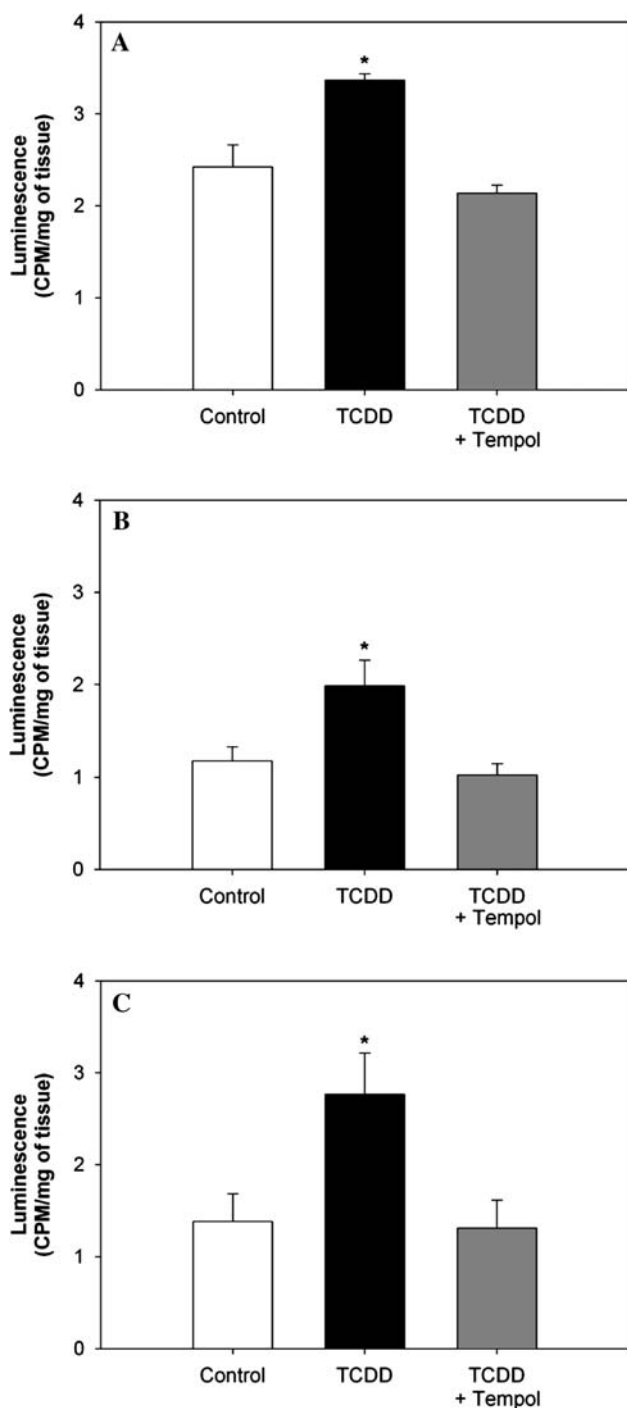 A
4
*
3
2
1
0
Luminescence
(CPM/mg of tissue)
Control TCDD TCDD
+ Tempol
B
4
3
*
2
1
0
Luminescence
(CPM/mg of tissue)
Control TCDD TCDD
+ Tempol
C
4
*
3
2
1
0
Luminescence
(CPM/mg of tissue)
Control TCDD TCDD
+ Tempol